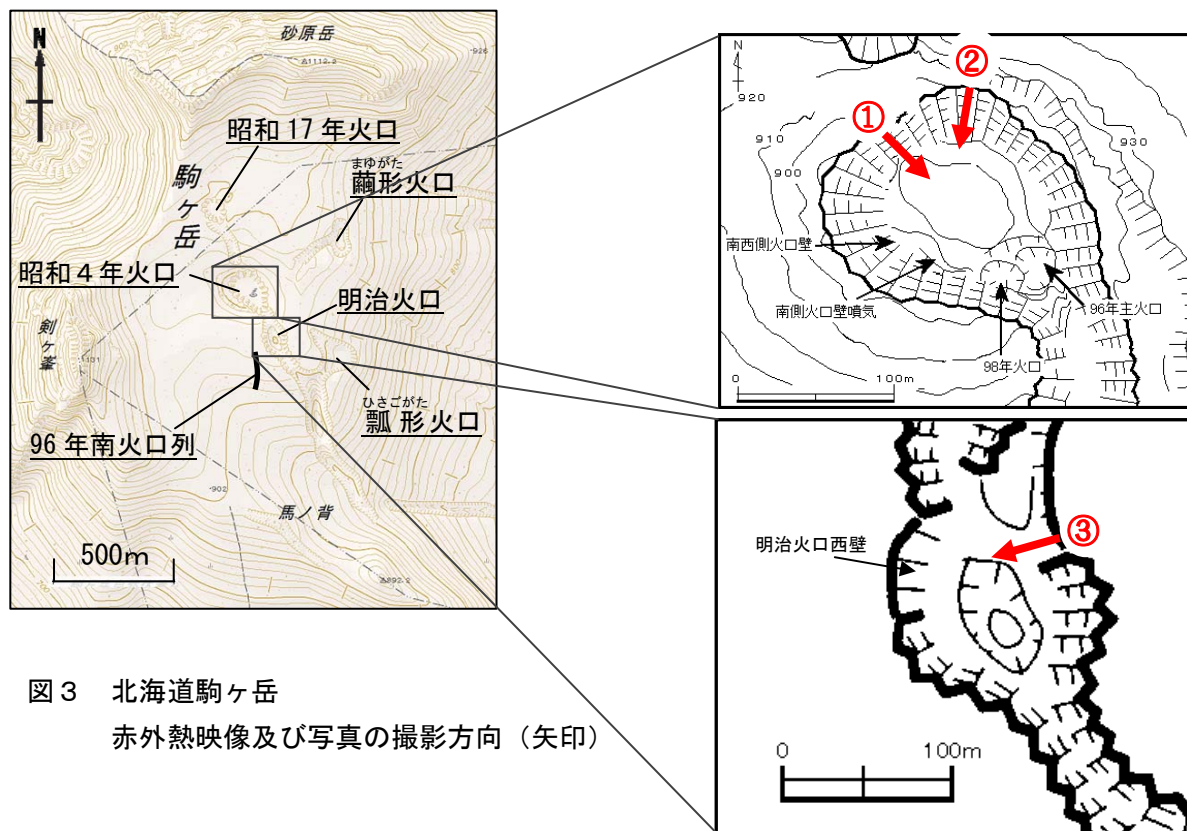 N
砂原岳
△1112.2
・926
昭和17年火口
まゆがた
繭形火口
駒ヶ岳
昭和4年火口
明治火口
剣ヶ峯
ひさごがた
瓢形火口
96年南火口列
・902
馬ノ背
500m
△892.2
N
920
910
900
930
①
②
南西側火口壁
南側火口壁噴気
96年主火口
98年火口
0 100m
明治火口西壁
③
0 100m
図3 北海道駒ヶ岳
赤外熱映像及び写真の撮影方向（矢印）